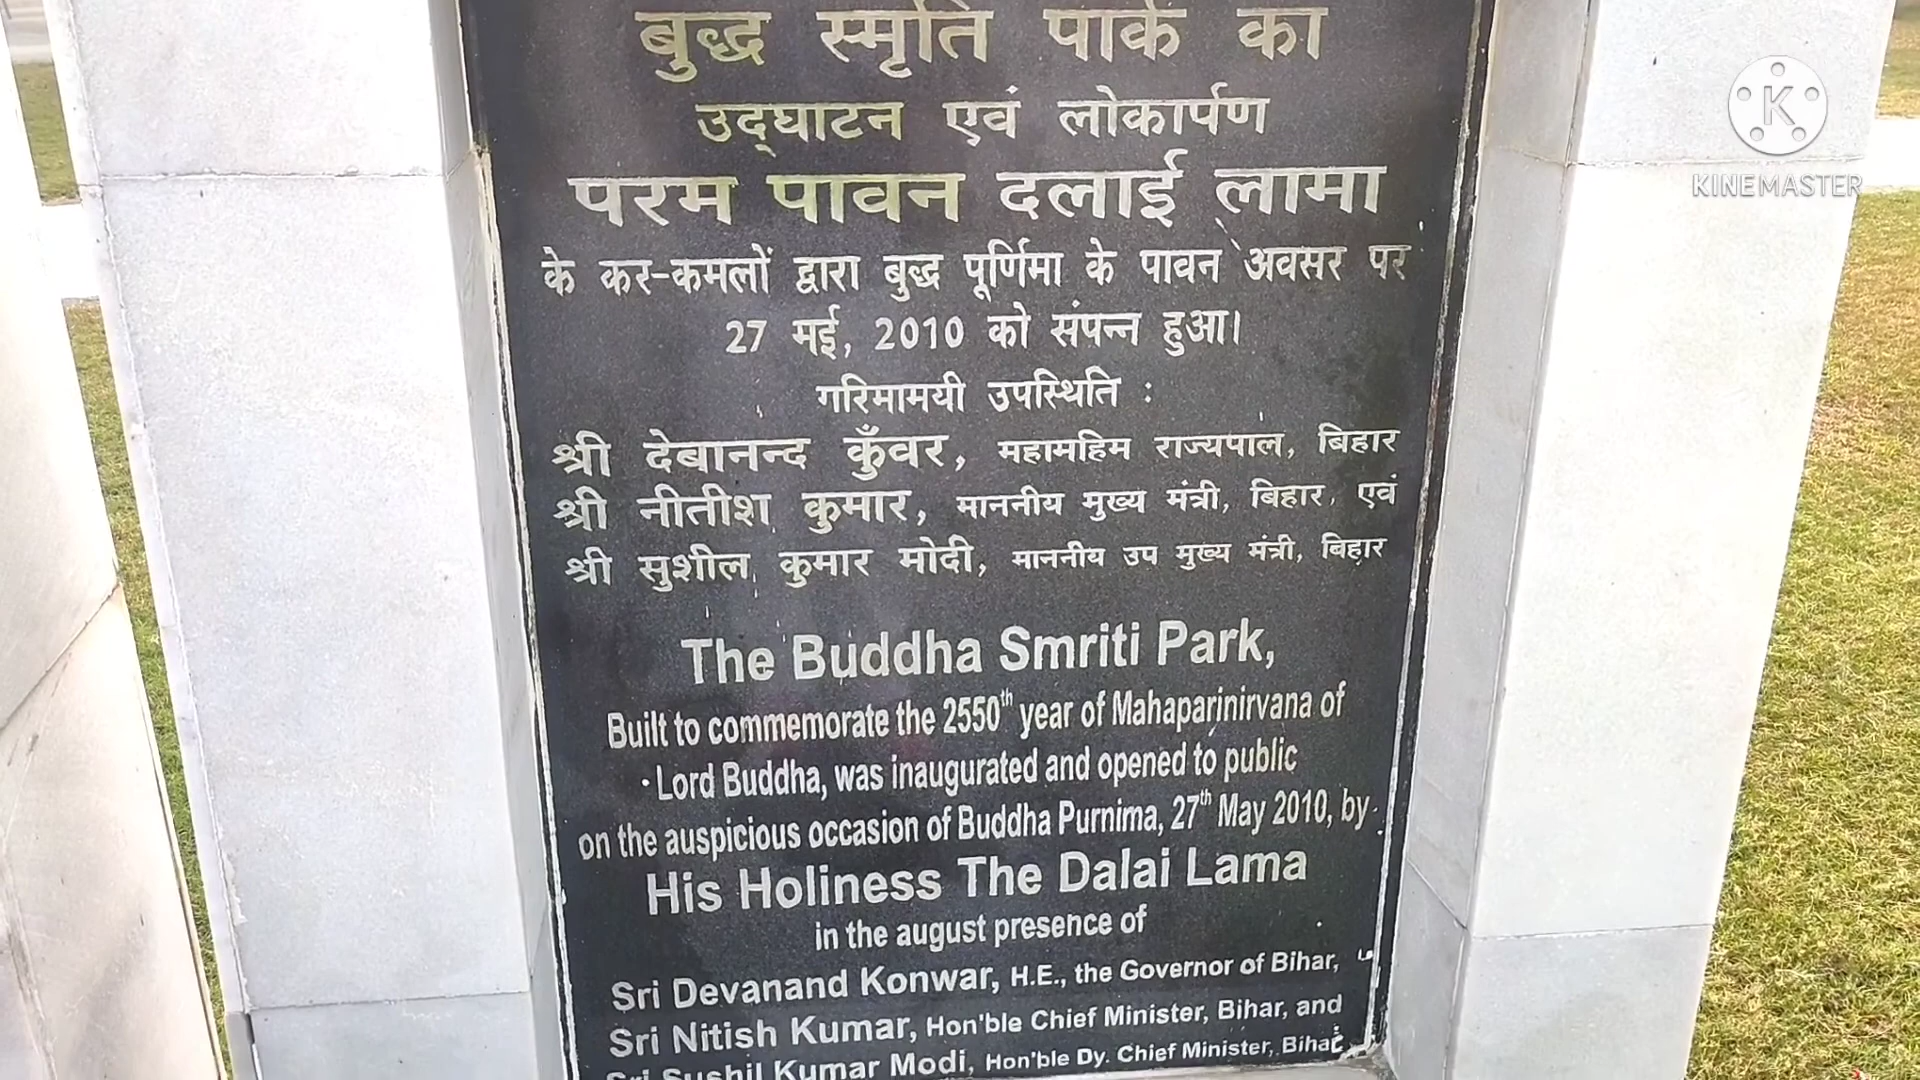 बुद्ध स्मृति पार्क का
उद्‌घाटन एवं लोकार्पण
परम पावन दलाई लामा
के कर-कमलों द्वारा बुद्ध पूर्णिमा के पावन अवसर पर
27 मई, 2010 को संपन्न हुआ।
गरिमामयी उपस्थिति :
श्री देबानन्द कुँवर, महामहिम राज्यपाल, बिहार
श्री नीतीश कुमार, माननीय मुख्य मंत्री, बिहार, एवं
श्री सुशील कुमार मोदी, माननीय उप मुख्य मंत्री, बिहार
The Buddha Smriti Park,
Built to commemorate the 2550th year of Mahaparinirvana of
Lord Buddha, was inaugurated and opened to public
on the auspicious occasion of Buddha Purnima, 27th May 2010, by
His Holiness The Dalai Lama
in the august presence of
Sri Devanand Konwar, H.E., the Governor of Bihar,
Sri Nitish Kumar, Hon'ble Chief Minister, Bihar, and
Sri Sushil Kumar Modi, Hon'ble Dy. Chief Minister, Bihar
K
KINEMASTER